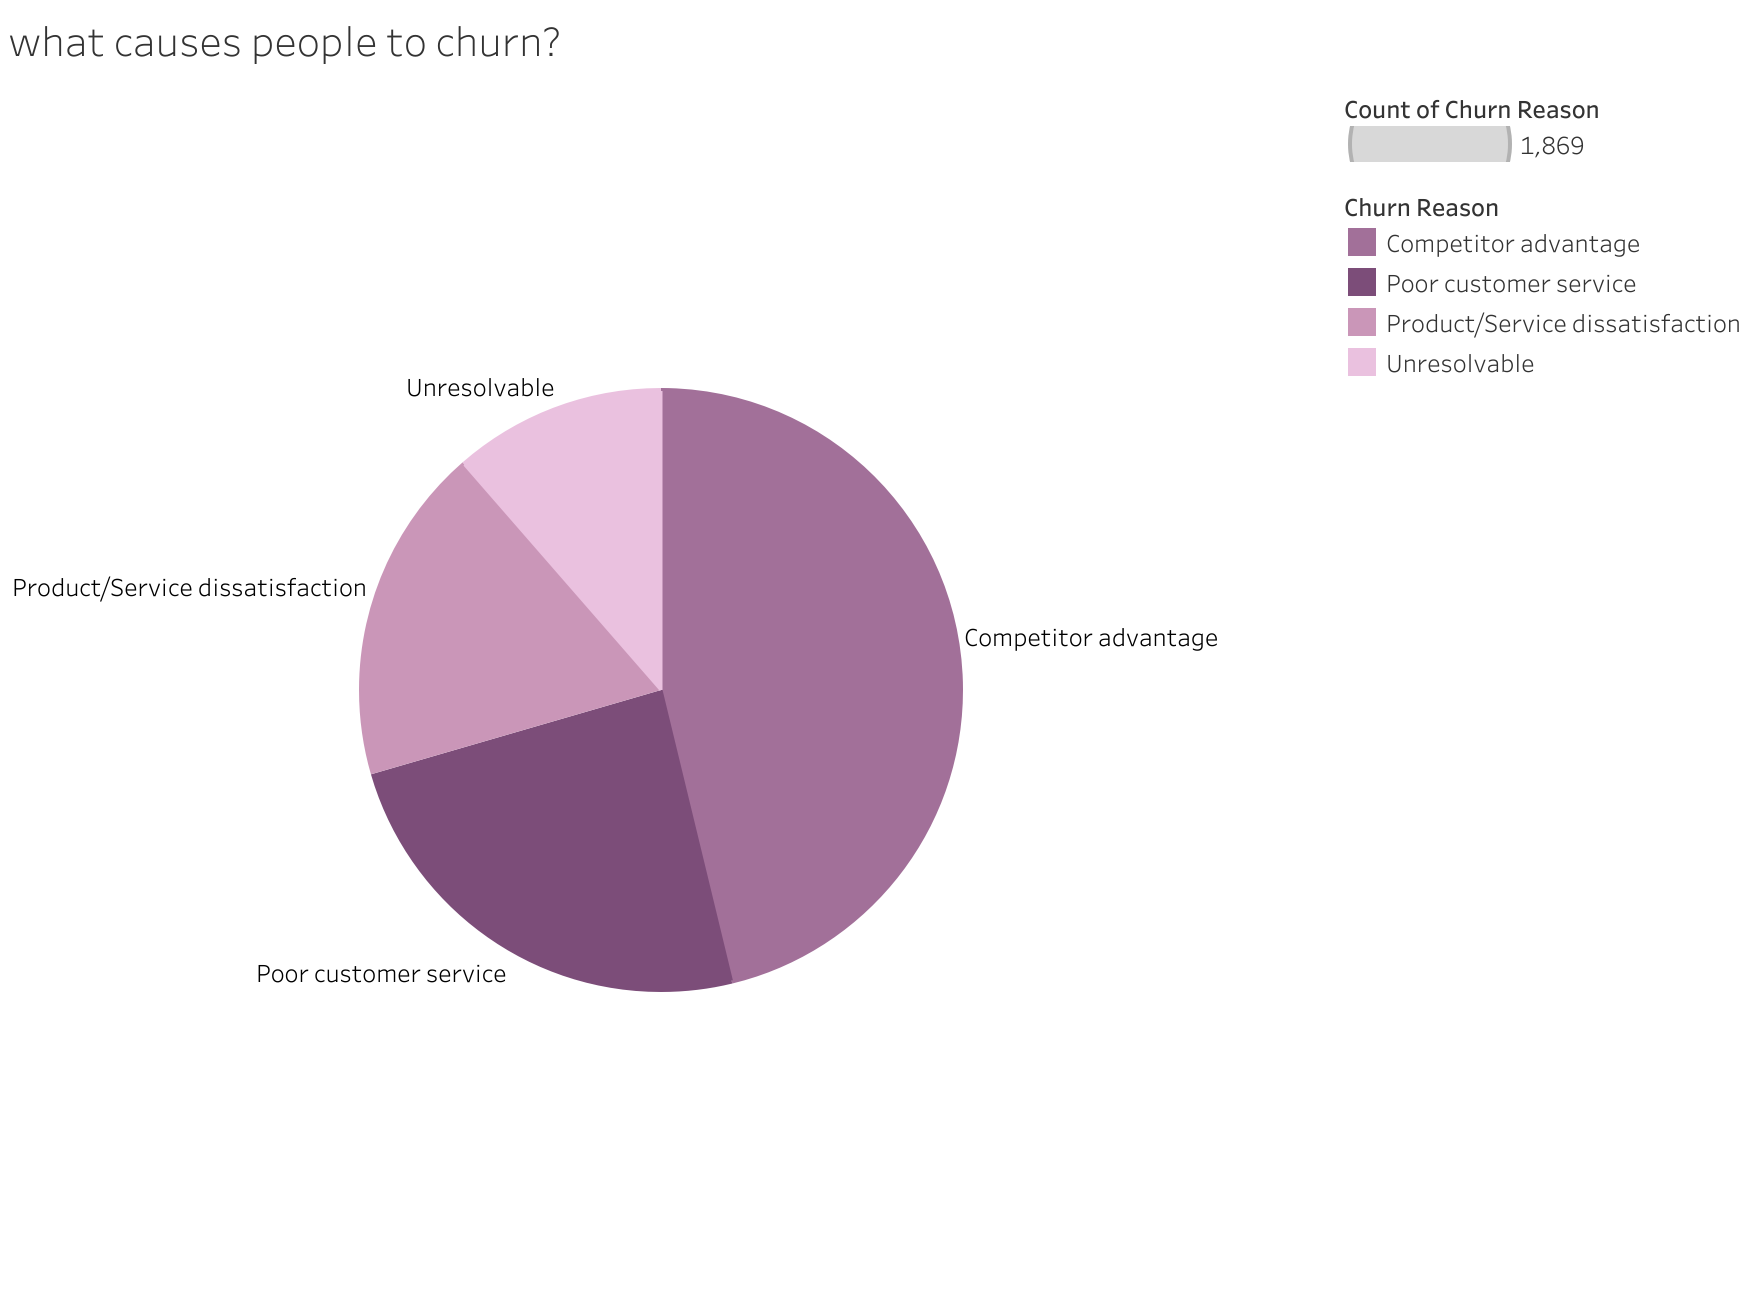 what causes people to churn?
Count of Churn Reason
1,869
Churn Reason
Competitor advantage
Poor customer service
Product/Service dissatisfaction
Unresolvable
Unresolvable
Product/Service dissatisfaction
Competitor advantage
Poor customer service